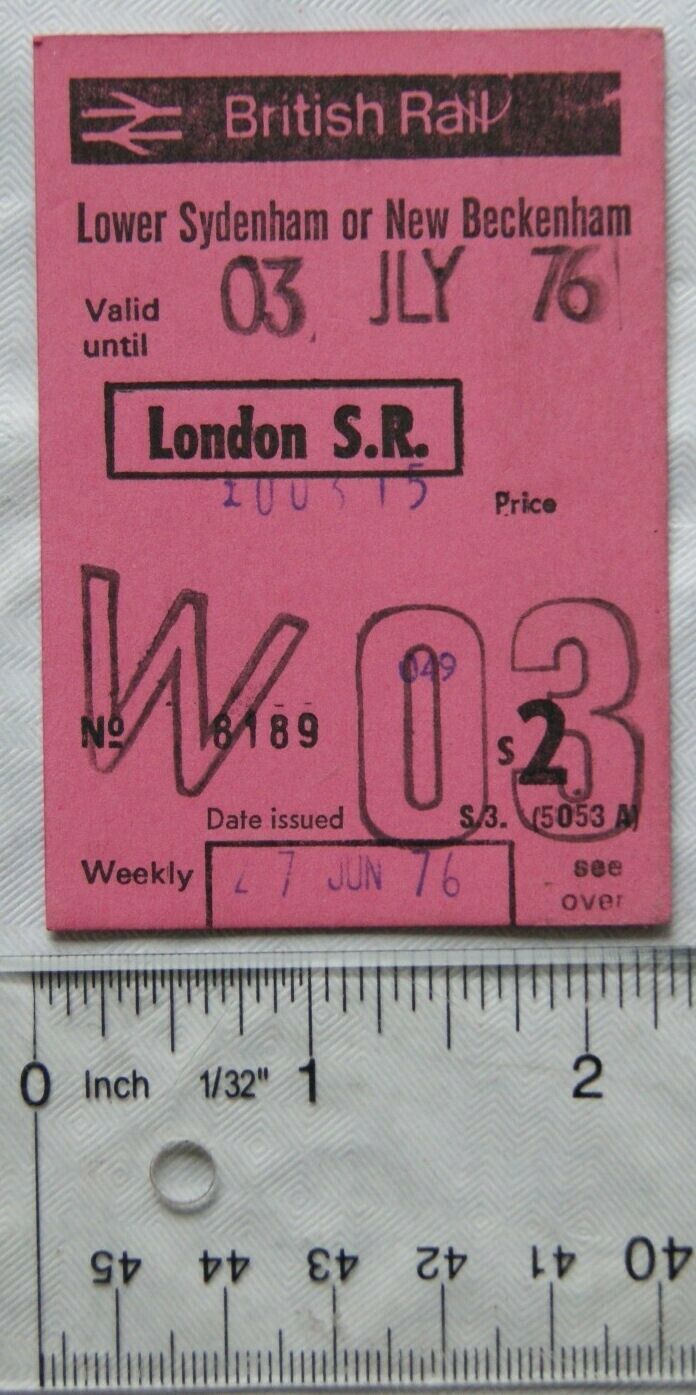 British Rail
Lower Sydenham or New Beckenham
Valid until 03 JLY 76
London S.R.
Price
W 03
049
Nº 8189
s 2
Date issued S.3. (5053 A)
Weekly 27 JUN 76 see over
0 Inch 1/32" 1 2
45 44 43 42 41 40